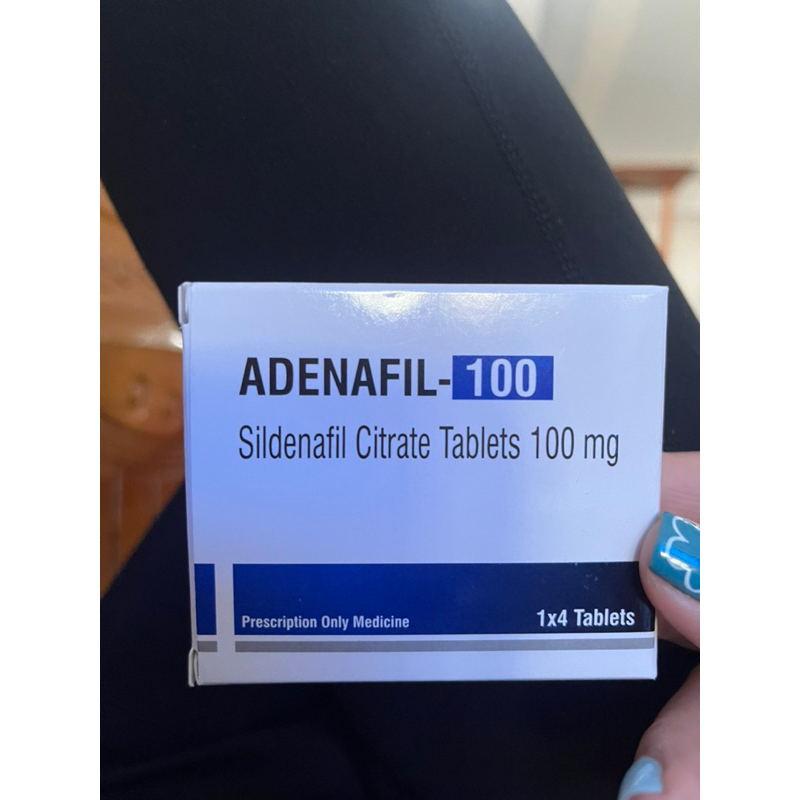 ADENAFIL-100
Sildenafil Citrate Tablets 100 mg
Prescription Only Medicine
1x4 Tablets